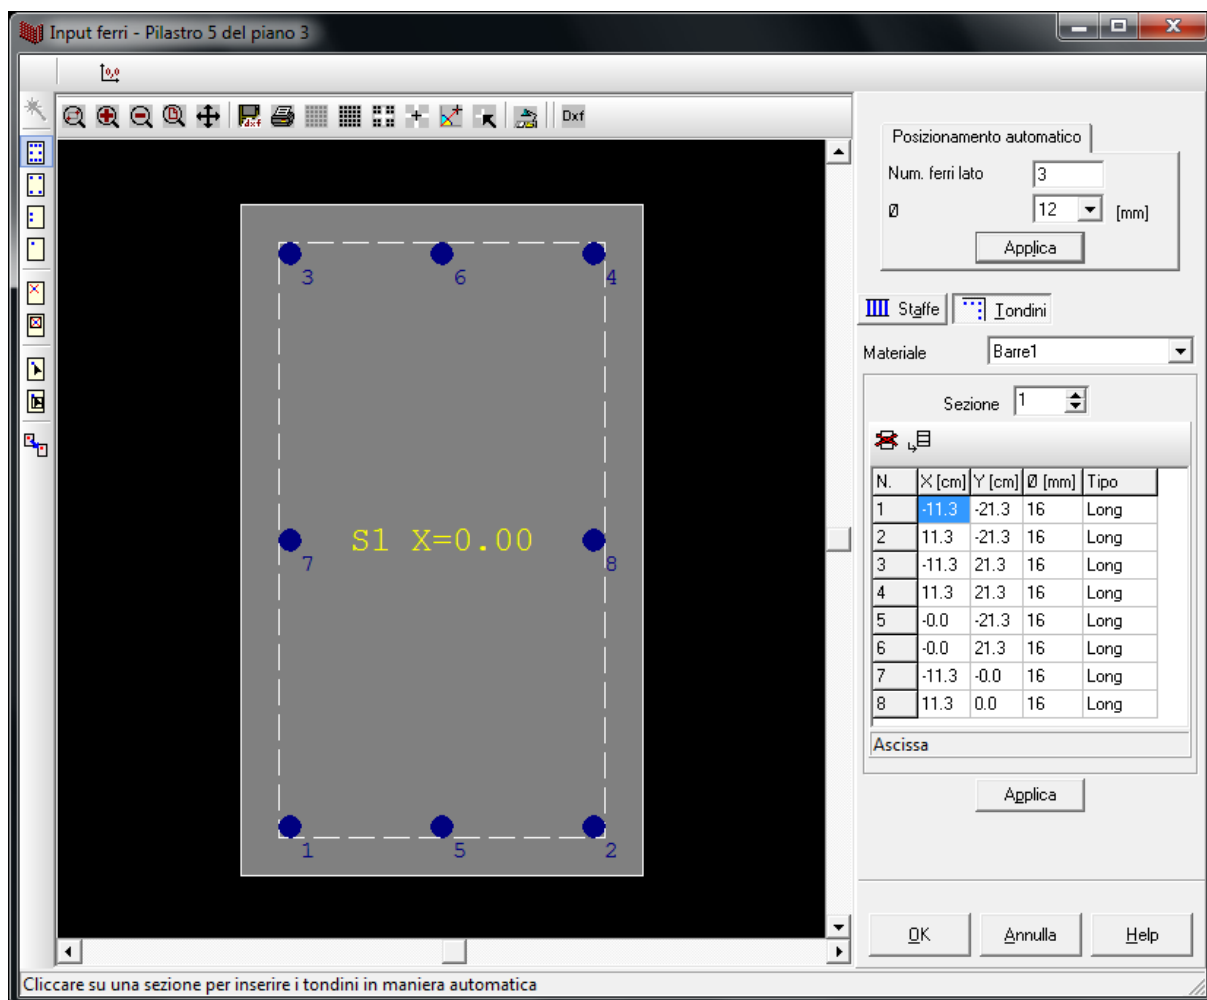 Input ferri - Pilastro 5 del piano 3
0,0
dxf
Dxf
Posizionamento automatico
Num. ferri lato 3
Ø 12 [mm]
Applica
Staffe Tondini
Materiale Barre1
Sezione 1
N. X [cm] Y [cm] Ø [mm] Tipo
1 -11.3 -21.3 16 Long
2 11.3 -21.3 16 Long
3 -11.3 21.3 16 Long
4 11.3 21.3 16 Long
5 -0.0 -21.3 16 Long
6 -0.0 21.3 16 Long
7 -11.3 -0.0 16 Long
8 11.3 0.0 16 Long
Ascissa
Applica
OK Annulla Help
3 6 4
S1 X=0.00
7 8
1 5 2
Cliccare su una sezione per inserire i tondini in maniera automatica